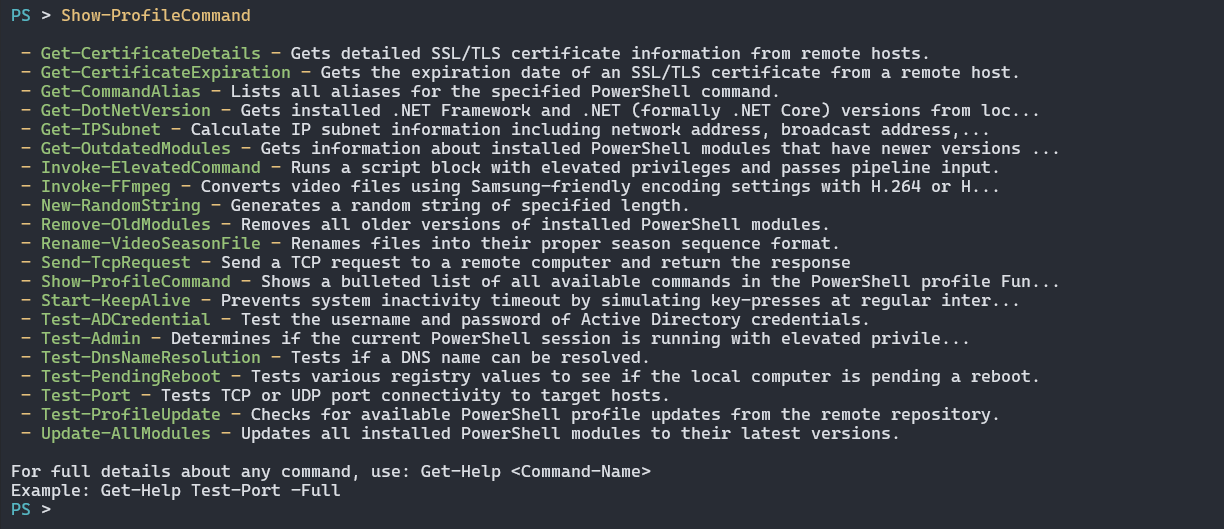 PS > Show-ProfileCommand
- Get-CertificateDetails - Gets detailed SSL/TLS certificate information from remote hosts.
- Get-CertificateExpiration - Gets the expiration date of an SSL/TLS certificate from a remote host.
- Get-CommandAlias - Lists all aliases for the specified PowerShell command.
- Get-DotNetVersion - Gets installed .NET Framework and .NET (formally .NET Core) versions from loc...
- Get-IPSubnet - Calculate IP subnet information including network address, broadcast address,...
- Get-OutdatedModules - Gets information about installed PowerShell modules that have newer versions ...
- Invoke-ElevatedCommand - Runs a script block with elevated privileges and passes pipeline input.
- Invoke-FFmpeg - Converts video files using Samsung-friendly encoding settings with H.264 or H...
- New-RandomString - Generates a random string of specified length.
- Remove-OldModules - Removes all older versions of installed PowerShell modules.
- Rename-VideoSeasonFile - Renames files into their proper season sequence format.
- Send-TcpRequest - Send a TCP request to a remote computer and return the response
- Show-ProfileCommand - Shows a bulleted list of all available commands in the PowerShell profile Fun...
- Start-KeepAlive - Prevents system inactivity timeout by simulating key-presses at regular inter...
- Test-ADCredential - Test the username and password of Active Directory credentials.
- Test-Admin - Determines if the current PowerShell session is running with elevated privile...
- Test-DnsNameResolution - Tests if a DNS name can be resolved.
- Test-PendingReboot - Tests various registry values to see if the local computer is pending a reboot.
- Test-Port - Tests TCP or UDP port connectivity to target hosts.
- Test-ProfileUpdate - Checks for available PowerShell profile updates from the remote repository.
- Update-AllModules - Updates all installed PowerShell modules to their latest versions.
For full details about any command, use: Get-Help <Command-Name>
Example: Get-Help Test-Port -Full
PS >